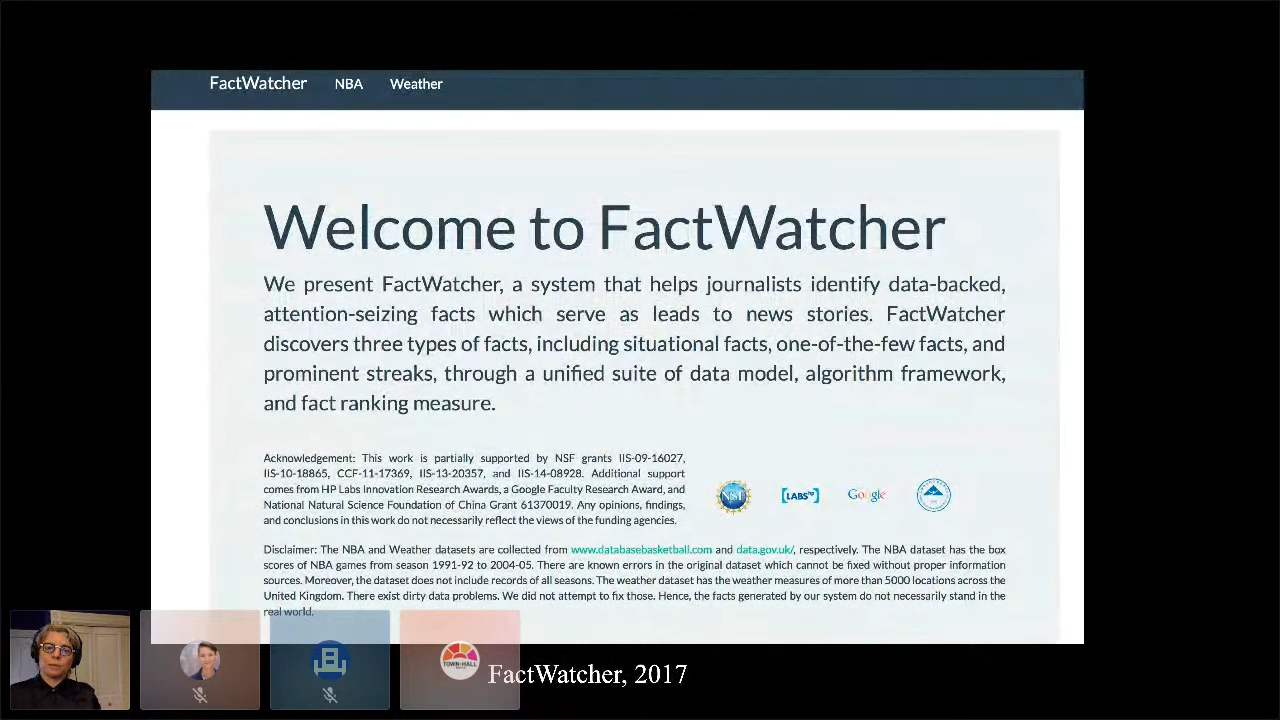 FactWatcher NBA Weather
Welcome to FactWatcher
We present FactWatcher, a system that helps journalists identify data-backed,
attention-seizing facts which serve as leads to news stories. FactWatcher
discovers three types of facts, including situational facts, one-of-the-few facts, and
prominent streaks, through a unified suite of data model, algorithm framework,
and fact ranking measure.
Acknowledgement: This work is partially supported by NSF grants IIS-09-16027,
IIS-10-18865, CCF-11-17369, IIS-13-20357, and IIS-14-08928. Additional support
comes from HP Labs Innovation Research Awards, a Google Faculty Research Award, and
National Natural Science Foundation of China Grant 61370019. Any opinions, findings,
and conclusions in this work do not necessarily reflect the views of the funding agencies.
NSF [LABShp] Google
Disclaimer: The NBA and Weather datasets are collected from www.databasebasketball.com and data.gov.uk/, respectively. The NBA dataset has the box
scores of NBA games from season 1991-92 to 2004-05. There are known errors in the original dataset which cannot be fixed without proper information
sources. Moreover, the dataset does not include records of all seasons. The weather dataset has the weather measures of more than 5000 locations across the
United Kingdom. There exist dirty data problems. We did not attempt to fix those. Hence, the facts generated by our system do not necessarily stand in the
real world.
TOWN-HALL
FactWatcher, 2017